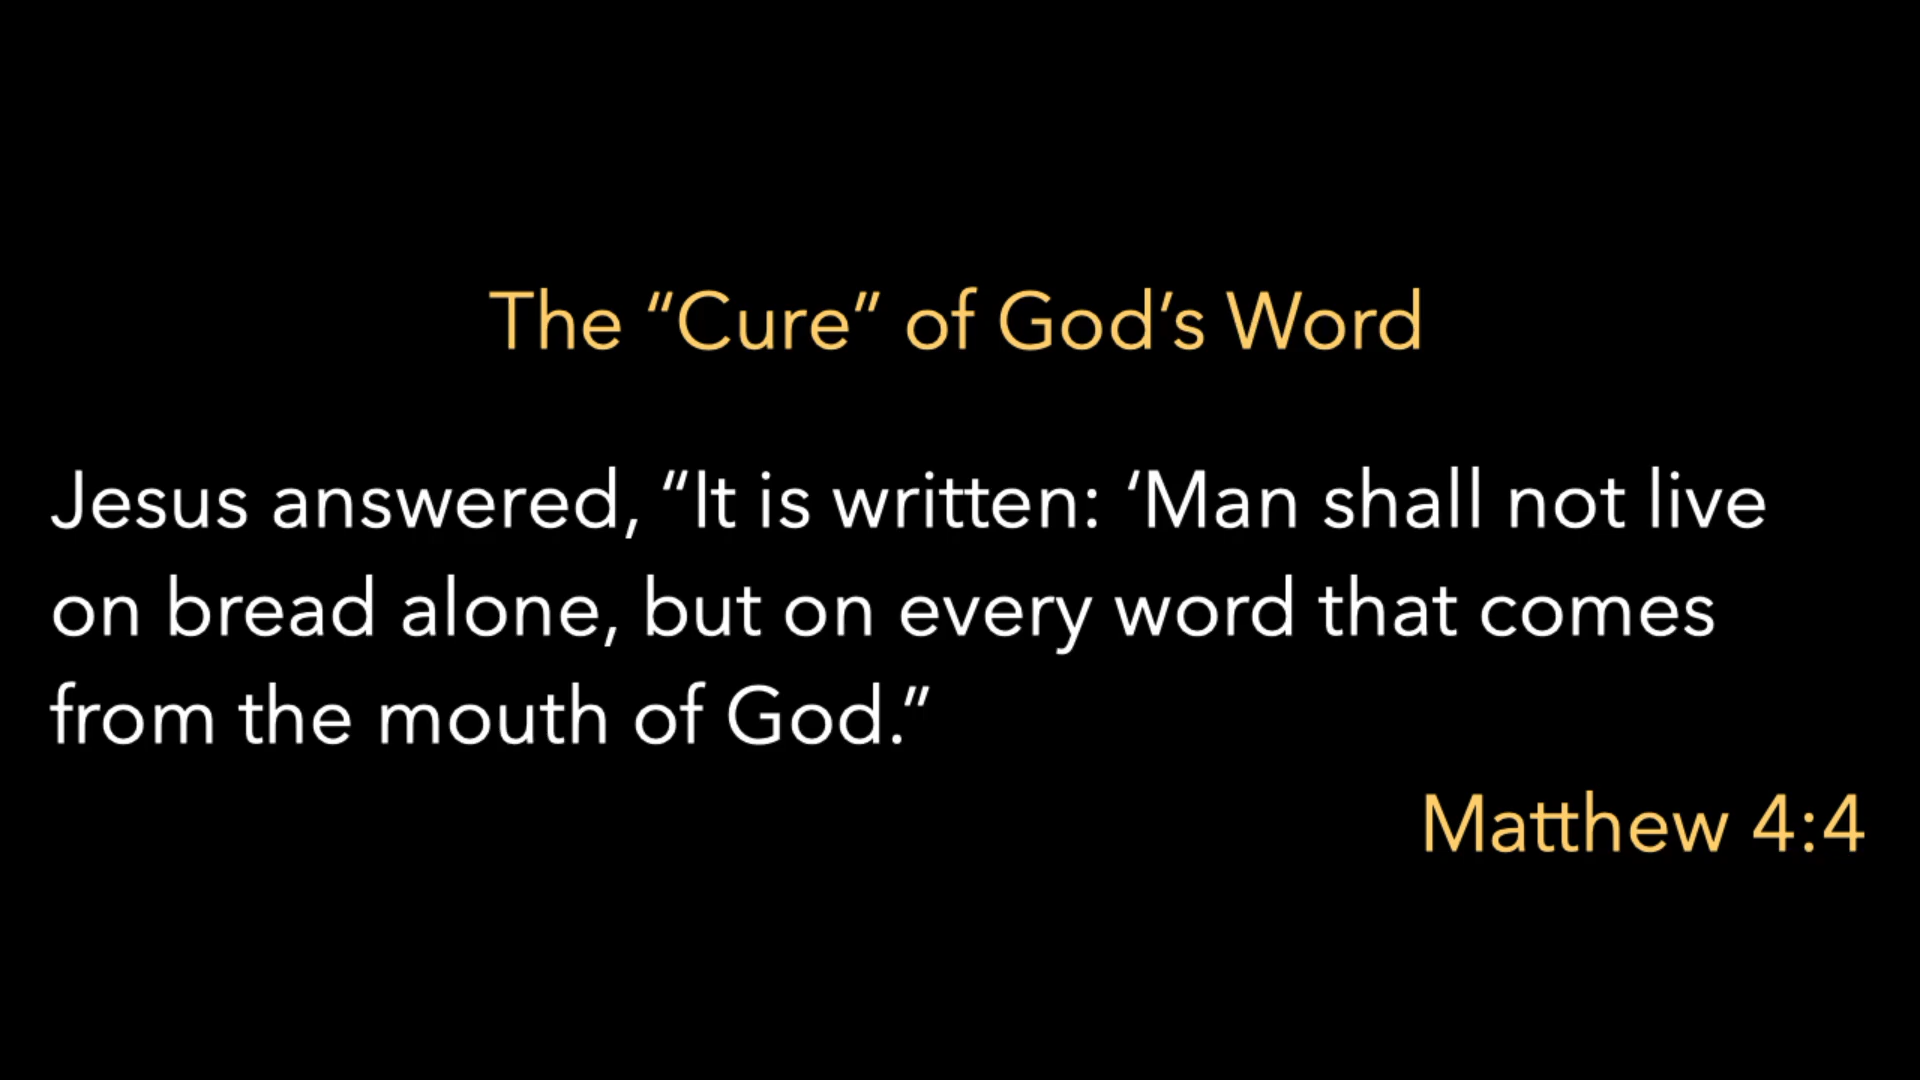 The “Cure” of God’s Word
Jesus answered, “It is written: ‘Man shall not live
on bread alone, but on every word that comes
from the mouth of God.”
Matthew 4:4